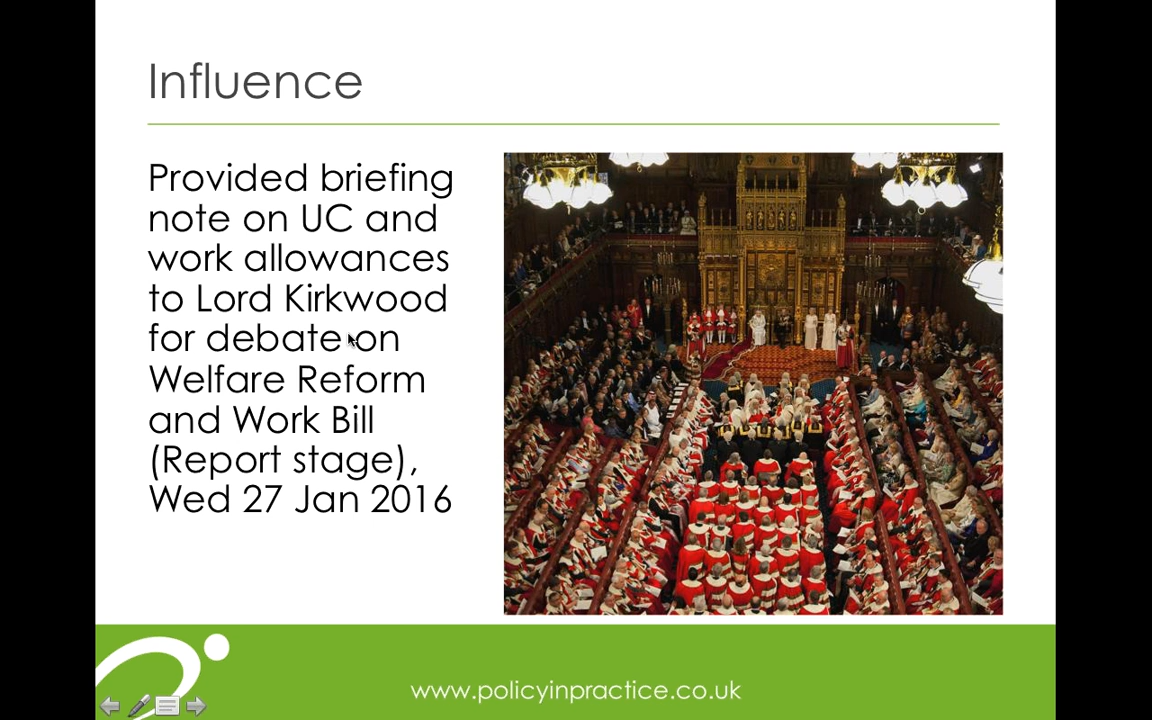 Influence
Provided briefing
note on UC and
work allowances
to Lord Kirkwood
for debate on
Welfare Reform
and Work Bill
(Report stage),
Wed 27 Jan 2016
www.policyinpractice.co.uk